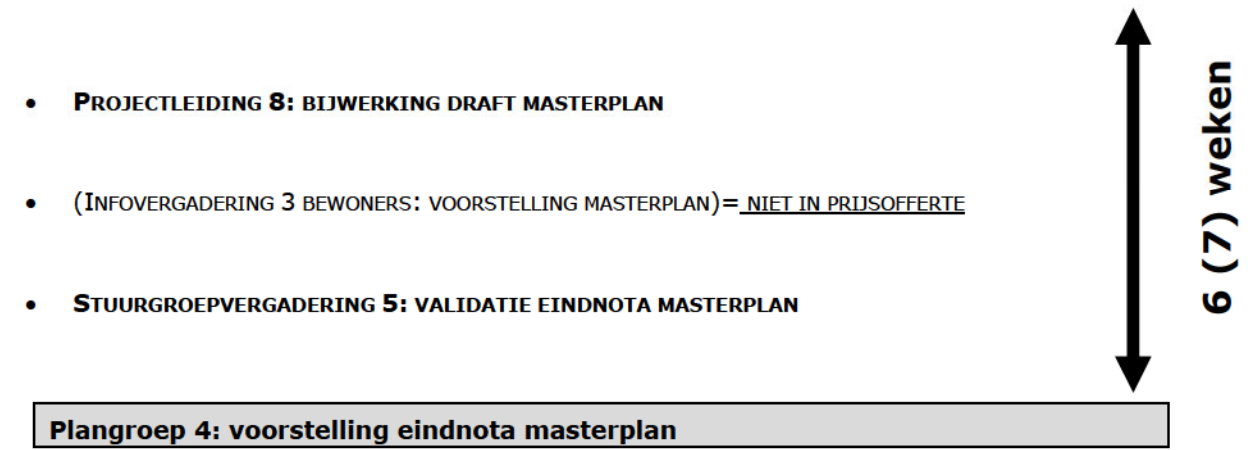 • PROJECTLEIDING 8: BIJWERKING DRAFT MASTERPLAN
• (INFOVERGADERING 3 BEWONERS: VOORSTELLING MASTERPLAN)= NIET IN PRIJSOFFERTE
• STUURGROEPVERGADERING 5: VALIDATIE EINDNOTA MASTERPLAN
Plangroep 4: voorstelling eindnota masterplan
6 (7) weken